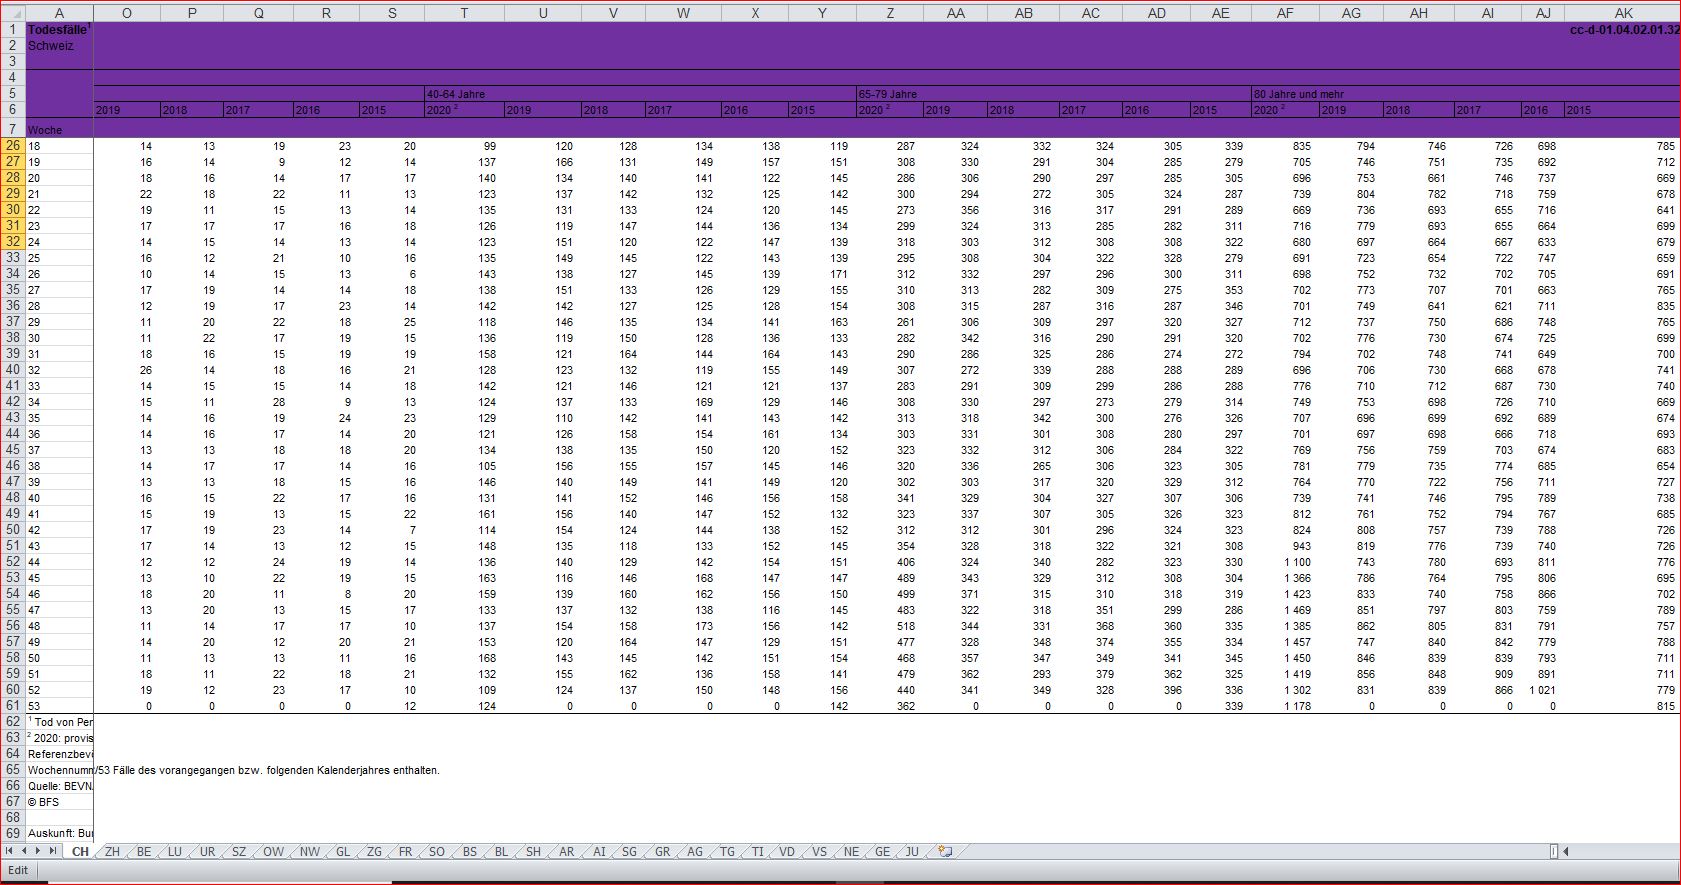 A O P Q R S T U V W X Y Z AA AB AC AD AE AF AG AH AI AJ AK
1 Todesfälle¹ cc-d-01.04.02.01.32
2 Schweiz
3
4
5 40-64 Jahre 65-79 Jahre 80 Jahre und mehr
6 2019 2018 2017 2016 2015 2020 ² 2019 2018 2017 2016 2015 2020 ² 2019 2018 2017 2016 2015 2020 ² 2019 2018 2017 2016 2015
7 Woche
26 18 14 13 19 23 20 99 120 128 134 138 119 287 324 332 324 305 339 835 794 746 726 698 785
27 19 16 14 9 12 14 137 166 131 149 157 151 308 330 291 304 285 279 705 746 751 735 692 712
28 20 18 16 14 17 17 140 134 140 141 122 145 286 306 290 297 285 305 696 753 661 746 737 669
29 21 22 18 22 11 13 123 137 142 132 125 142 300 294 272 305 324 287 739 804 782 718 759 678
30 22 19 11 15 13 14 135 131 133 124 120 145 273 356 316 317 291 289 669 736 693 655 716 641
31 23 17 17 17 16 18 126 119 147 144 136 134 299 324 313 285 282 311 716 779 693 655 664 699
32 24 14 15 14 13 14 123 151 120 122 147 139 318 303 312 308 308 322 680 697 664 667 633 679
33 25 16 12 21 10 16 135 149 145 122 143 139 295 308 304 322 328 279 691 723 654 722 747 659
34 26 10 14 15 13 6 143 138 127 145 139 171 312 332 297 296 300 311 698 752 732 702 705 691
35 27 17 19 14 14 18 138 151 133 126 129 155 310 313 282 309 275 353 702 773 707 701 663 765
36 28 12 19 17 23 14 142 142 127 125 128 154 308 315 287 316 287 346 701 749 641 621 711 835
37 29 11 20 22 18 25 118 146 135 134 141 163 261 306 309 297 320 327 712 737 750 686 748 765
38 30 11 22 17 19 15 136 119 150 128 136 133 282 342 316 290 291 320 702 776 730 674 725 699
39 31 18 16 15 19 19 158 121 164 144 164 143 290 286 325 286 274 272 794 702 748 741 649 700
40 32 26 14 18 16 21 128 123 132 119 155 149 307 272 339 288 288 289 696 706 730 668 678 741
41 33 14 15 15 14 18 142 121 146 121 121 137 283 291 309 299 286 288 776 710 712 687 730 740
42 34 15 11 28 9 13 124 137 133 169 129 146 308 330 297 273 279 314 749 753 698 726 710 669
43 35 14 16 19 24 23 129 110 142 141 143 142 313 318 342 300 276 326 707 696 699 692 689 674
44 36 14 16 17 14 20 121 126 158 154 161 134 303 331 301 308 280 297 701 697 698 666 718 693
45 37 13 13 18 18 20 134 138 135 150 120 152 323 332 312 306 284 322 769 756 759 703 674 683
46 38 14 17 17 14 16 105 156 155 157 145 146 320 336 265 306 323 305 781 779 735 774 685 654
47 39 13 13 18 15 16 146 140 149 141 149 120 302 303 317 320 329 312 764 770 722 756 711 727
48 40 16 15 22 17 16 131 141 152 146 156 158 341 329 304 327 307 306 739 741 746 795 789 738
49 41 15 19 13 15 22 161 156 140 147 152 132 323 337 307 305 326 323 812 761 752 794 767 685
50 42 17 19 23 14 7 114 154 124 144 138 152 312 312 301 296 324 323 824 808 757 739 788 726
51 43 17 14 13 12 15 148 135 118 133 152 145 354 328 318 322 321 308 943 819 776 739 740 726
52 44 12 12 24 19 14 136 140 129 142 154 151 406 324 340 282 323 330 1 100 743 780 693 811 776
53 45 13 10 22 19 15 163 116 146 168 147 147 489 343 329 312 308 304 1 366 786 764 795 806 695
54 46 18 20 11 8 20 159 139 160 162 156 150 499 371 315 310 318 319 1 423 833 740 758 866 702
55 47 13 20 13 15 17 133 137 132 138 116 145 483 322 318 351 299 286 1 469 851 797 803 759 789
56 48 11 14 17 17 10 137 154 158 173 156 142 518 344 331 368 360 335 1 385 862 805 831 791 757
57 49 14 20 12 20 21 153 120 164 147 129 151 477 328 348 374 355 334 1 457 747 840 842 779 788
58 50 11 13 13 11 16 168 143 145 142 151 154 468 357 347 349 341 345 1 450 846 839 839 793 711
59 51 18 11 22 18 21 132 155 162 136 158 141 479 362 293 379 362 325 1 419 856 848 909 891 711
60 52 19 12 23 17 10 109 124 137 150 148 156 440 341 349 328 396 336 1 302 831 839 866 1 021 779
61 53 0 0 0 0 12 124 0 0 0 0 142 362 0 0 0 0 339 1 178 0 0 0 0 815
62 ¹ Tod von Per
63 ² 2020: provis
64 Referenzbevö
65 Wochennumm/53 Fälle des vorangegangen bzw. folgenden Kalenderjahres enthalten.
66 Quelle: BEVN
67 © BFS
68
69 Auskunft: Bun
CH ZH BE LU UR SZ OW NW GL ZG FR SO BS BL SH AR AI SG GR AG TG TI VD VS NE GE JU
Edit